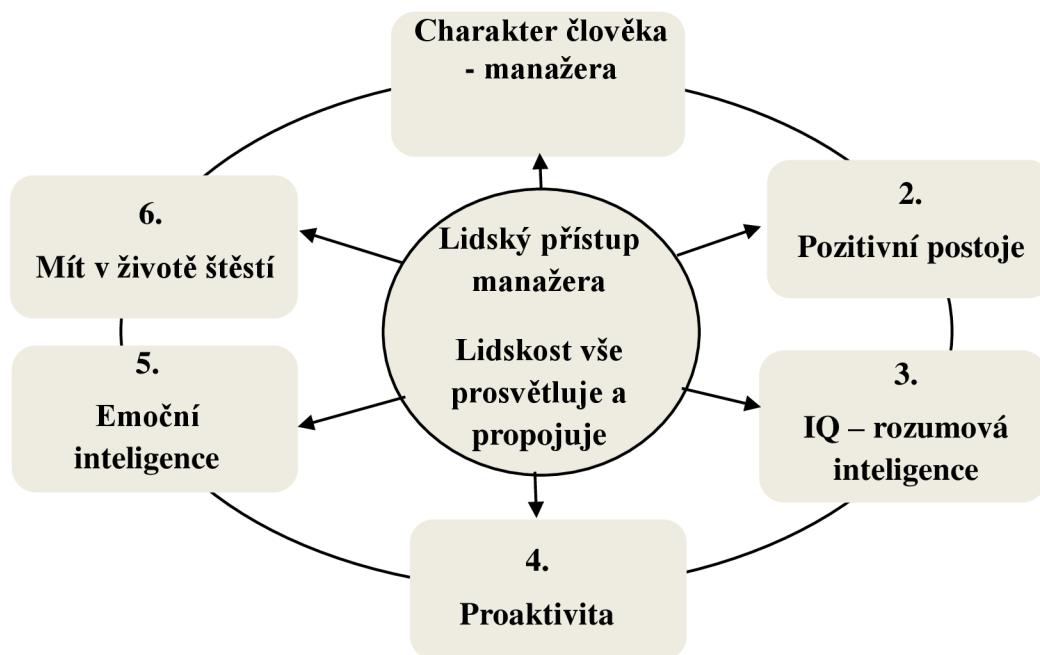 Charakter člověka
- manažera
2.
Pozitivní postoje
3.
IQ – rozumová
inteligence
4.
Proaktivita
5.
Emoční
inteligence
6.
Mít v životě štěstí
Lidský přístup
manažera
Lidskost vše
prosvětluje a
propojuje